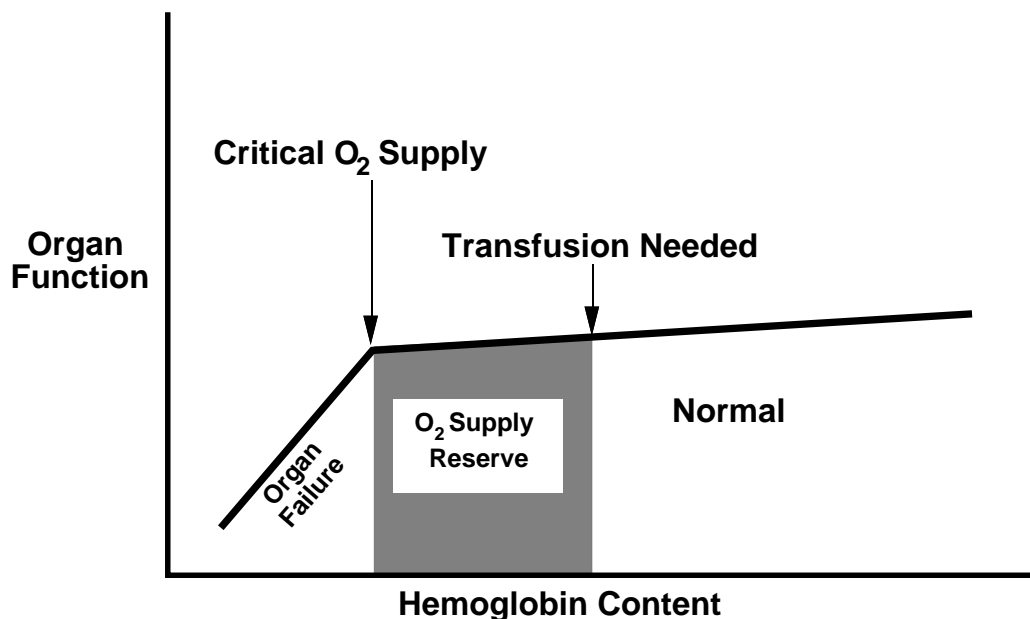 Critical O₂ Supply
Transfusion Needed
Organ
Function
Normal
O₂ Supply
Reserve
Organ
Failure
Hemoglobin Content